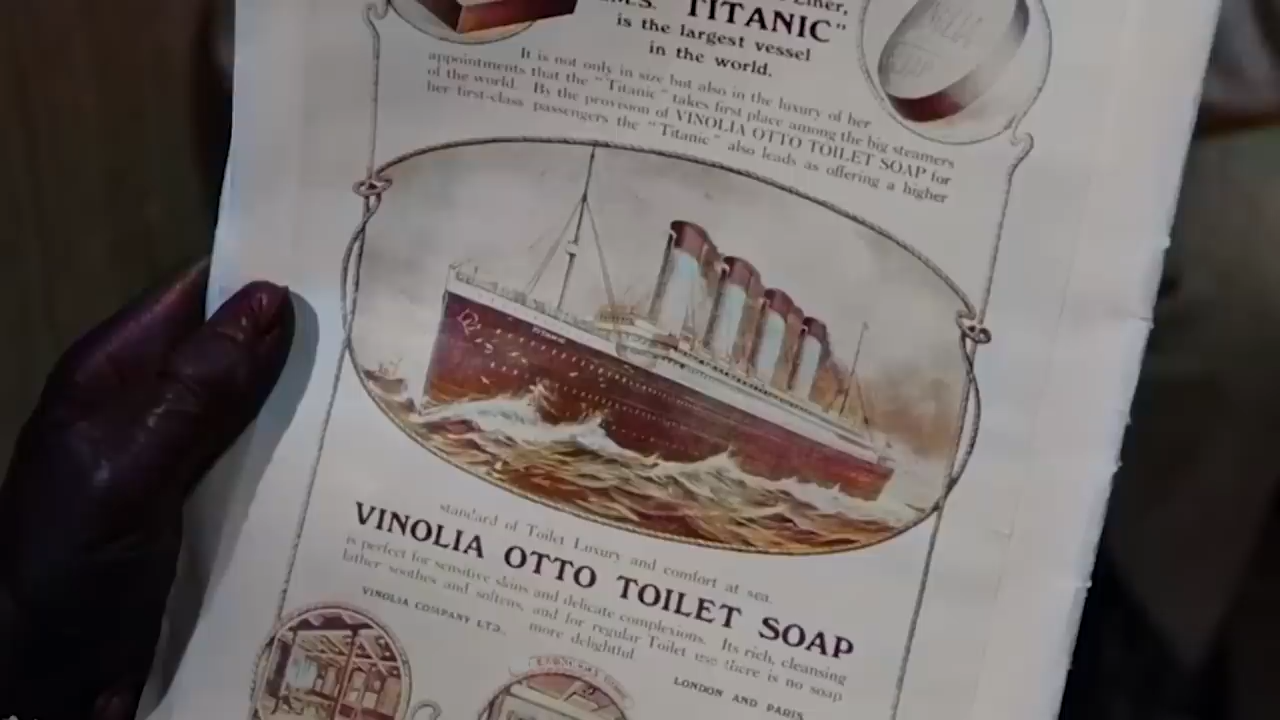 "TITANIC"
is the largest vessel
in the world.
It is not only in size but also in the luxury of her
appointments that the "Titanic" takes first place among the big steamers
of the world. By the provision of VINOLIA OTTO TOILET SOAP for
her first-class passengers the "Titanic" also leads as offering a higher
TITANIC
standard of Toilet Luxury and comfort at sea.
VINOLIA OTTO TOILET SOAP
is perfect for sensitive skins and delicate complexions. Its rich, cleansing
lather soothes and softens, and for regular Toilet use there is no soap
more delightful.
VINOLIA COMPANY LTD.
LONDON AND PARIS